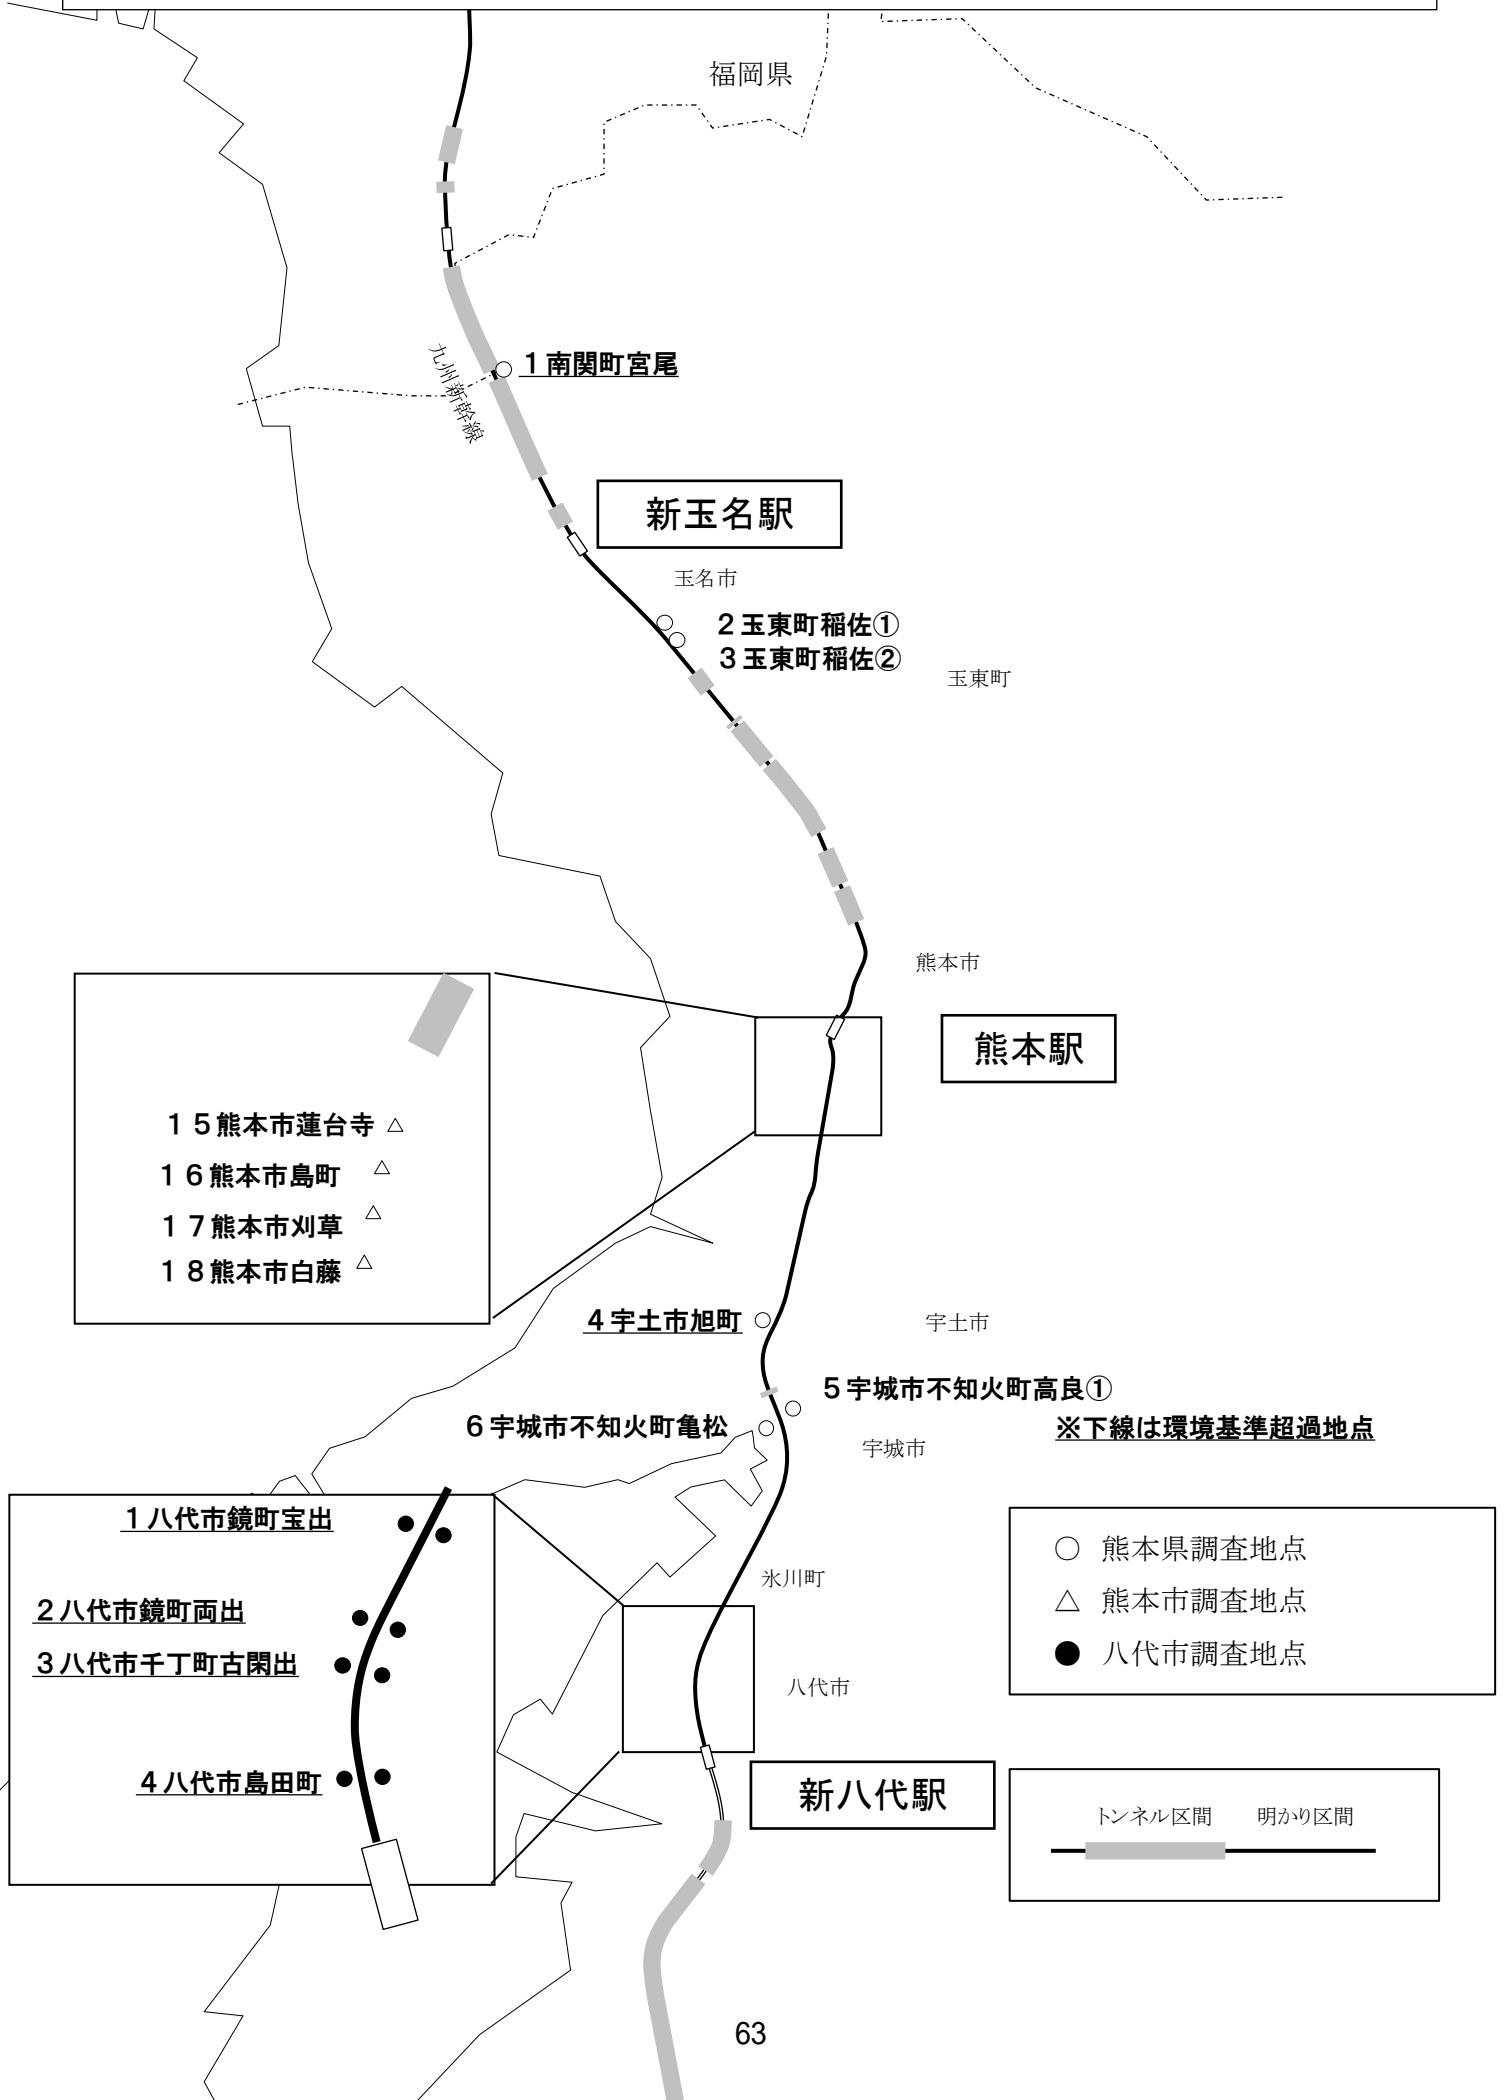 福岡県
九州新幹線
１南関町宮尾
新玉名駅
玉名市
２玉東町稲佐①
３玉東町稲佐②
玉東町
熊本市
熊本駅
１５熊本市蓮台寺 △
１６熊本市島町 △
１７熊本市刈草 △
１８熊本市白藤 △
４宇土市旭町
宇土市
５宇城市不知火町高良①
６宇城市不知火町亀松
※下線は環境基準超過地点
宇城市
１八代市鏡町宝出
２八代市鏡町両出
３八代市千丁町古閑出
４八代市島田町
氷川町
八代市
○ 熊本県調査地点
△ 熊本市調査地点
● 八代市調査地点
新八代駅
トンネル区間 明かり区間
63